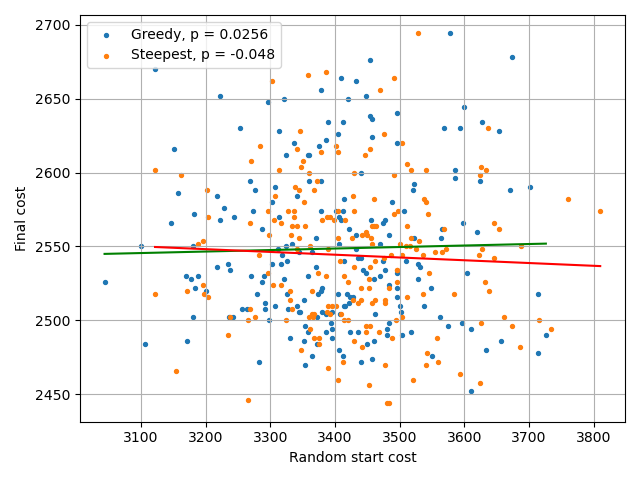 2700
2650
2600
2550
2500
2450
Final cost
Greedy, p = 0.0256
Steepest, p = -0.048
3100 3200 3300 3400 3500 3600 3700 3800
Random start cost